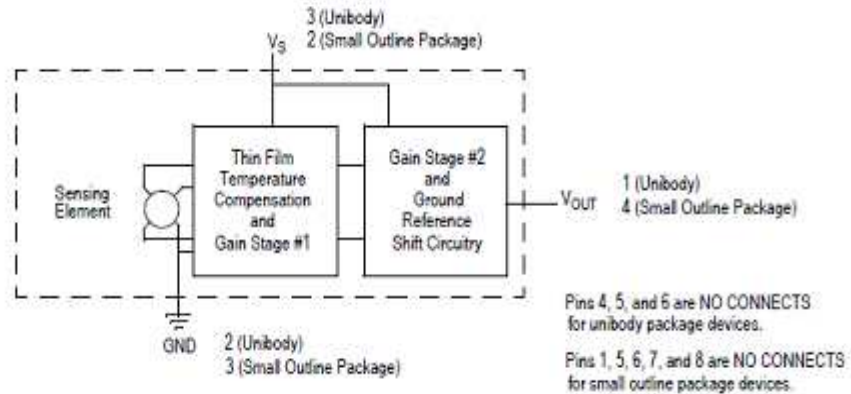 3 (Unibody)
V_S 2 (Small Outline Package)
Sensing
Element
Thin Film
Temperature
Compensation
and
Gain Stage #1
Gain Stage #2
and
Ground
Reference
Shift Circuitry
V_OUT
1 (Unibody)
4 (Small Outline Package)
GND
2 (Unibody)
3 (Small Outline Package)
Pins 4, 5, and 6 are NO CONNECTS
for unibody package devices.
Pins 1, 5, 6, 7, and 8 are NO CONNECTS
for small outline package devices.